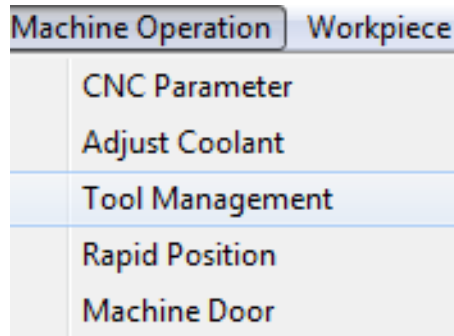 Machine Operation Workpiece
CNC Parameter
Adjust Coolant
Tool Management
Rapid Position
Machine Door